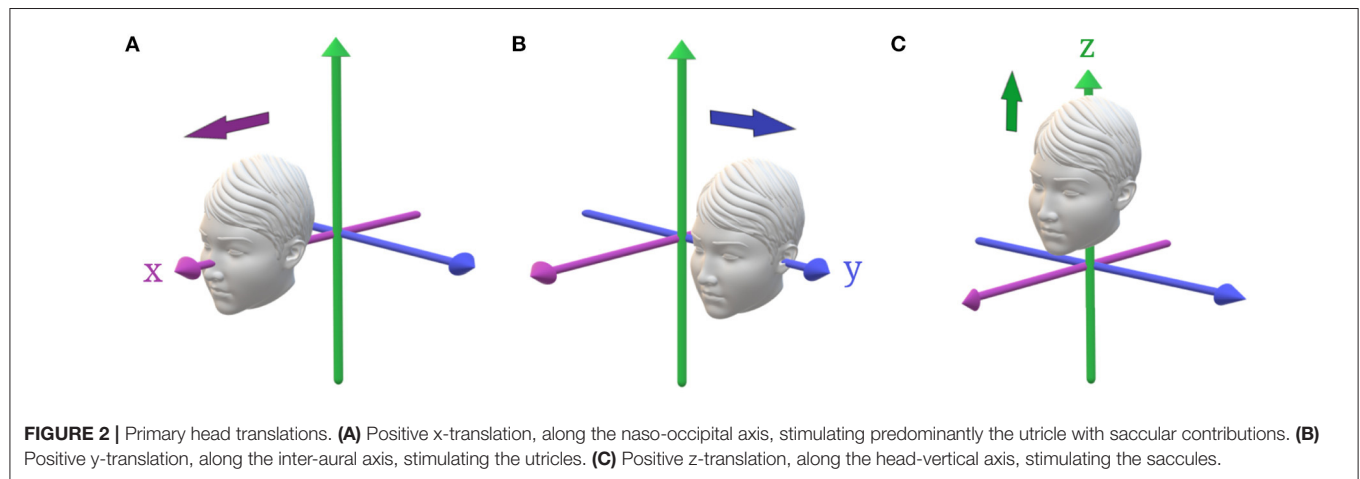 A
B
C
z
x
y
FIGURE 2 | Primary head translations. (A) Positive x-translation, along the naso-occipital axis, stimulating predominantly the utricle with saccular contributions. (B)
Positive y-translation, along the inter-aural axis, stimulating the utricles. (C) Positive z-translation, along the head-vertical axis, stimulating the saccules.